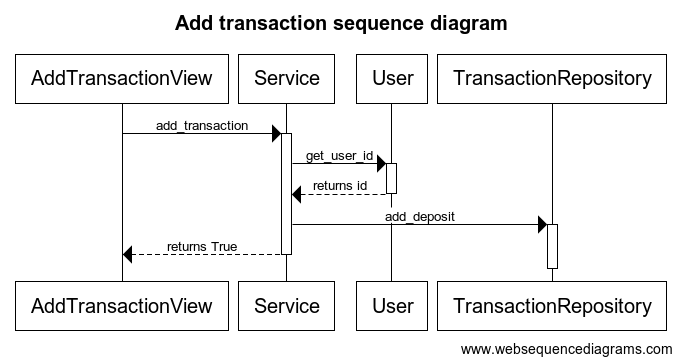 Add transaction sequence diagram
AddTransactionView
Service
User
TransactionRepository
add_transaction
get_user_id
returns id
add_deposit
returns True
AddTransactionView
Service
User
TransactionRepository
www.websequencediagrams.com